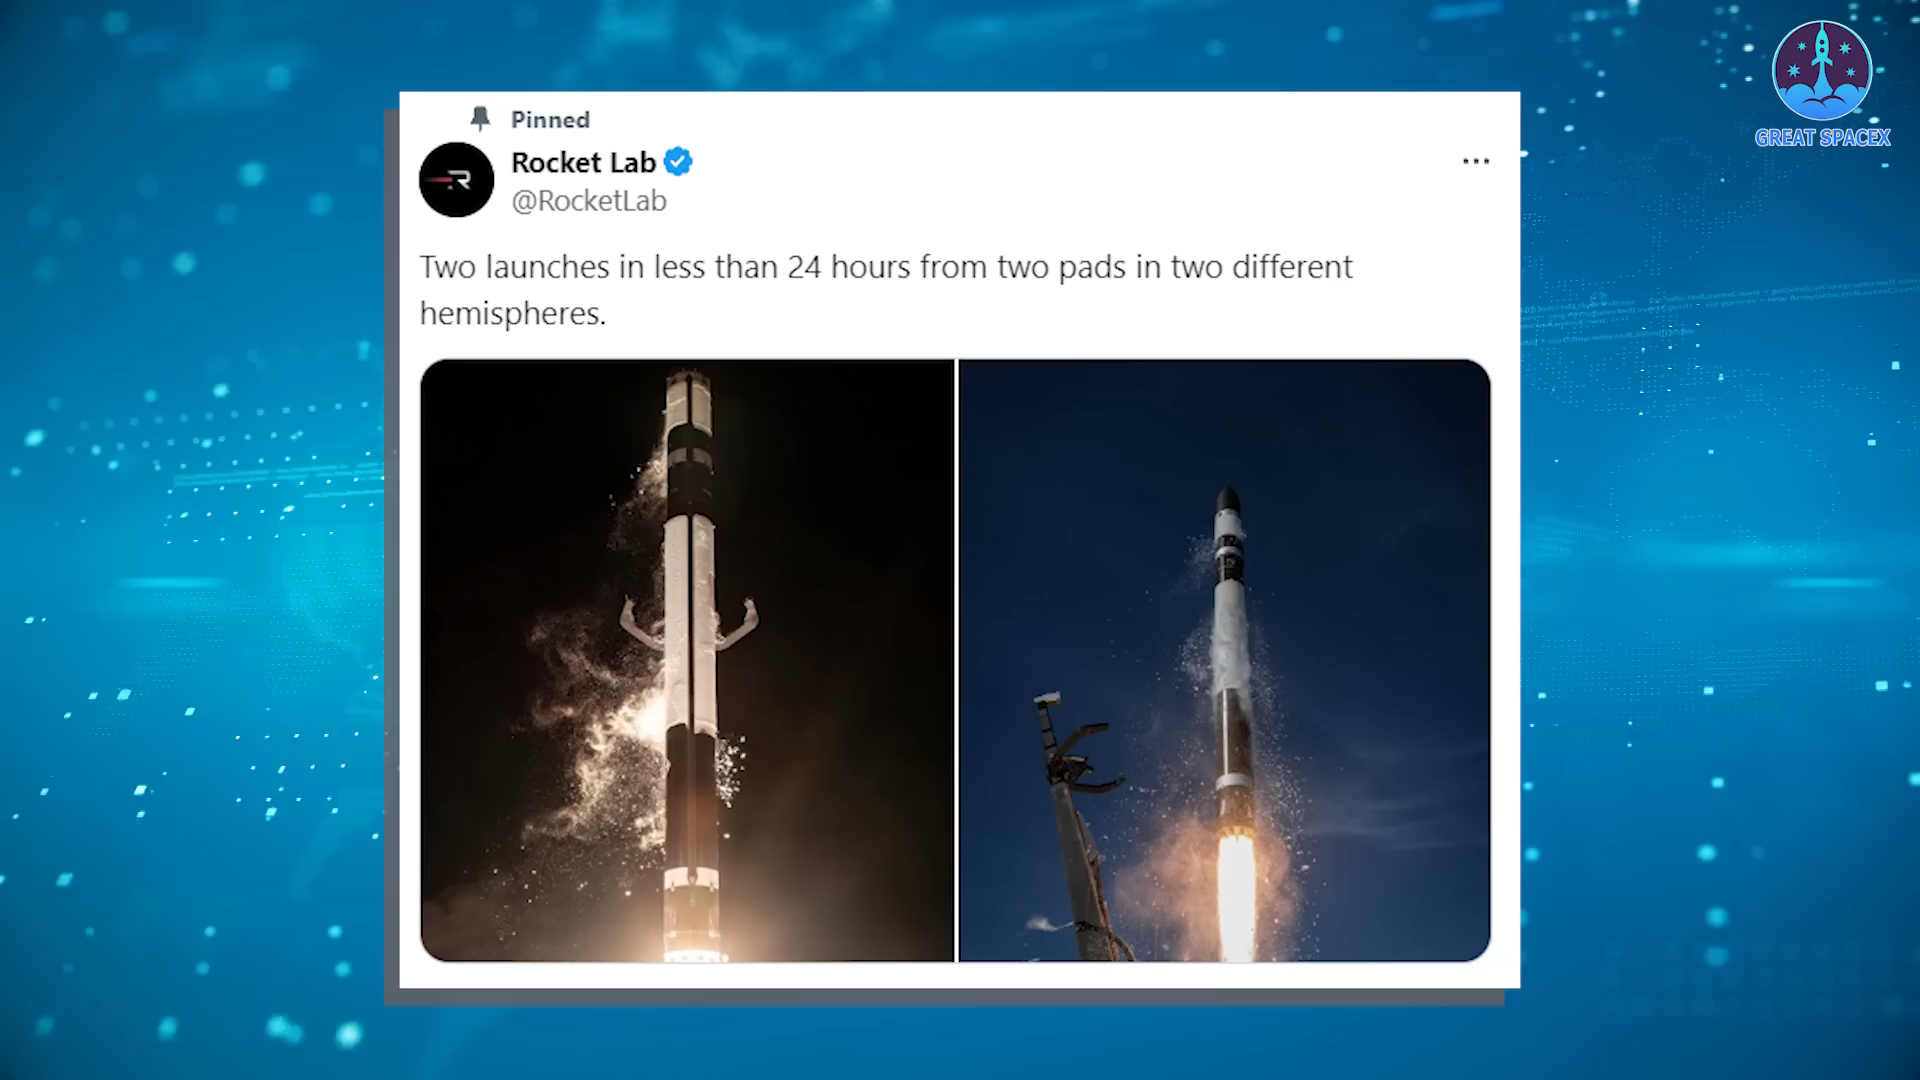 Pinned
Rocket Lab
@RocketLab
Two launches in less than 24 hours from two pads in two different
hemispheres.
GREAT SPACEX